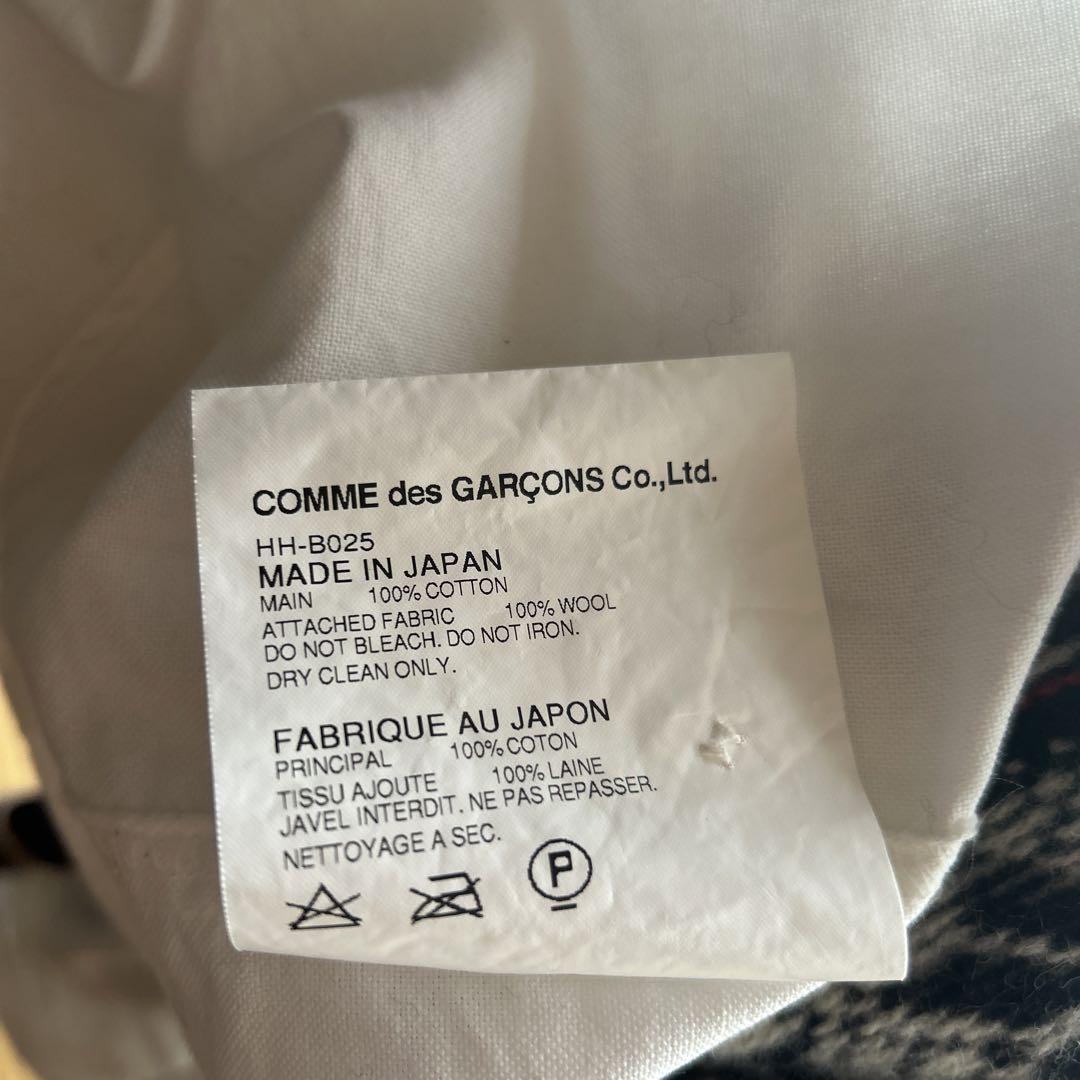 COMME des GARÇONS Co.,Ltd.
HH-B025
MADE IN JAPAN
MAIN 100% COTTON
ATTACHED FABRIC 100% WOOL
DO NOT BLEACH. DO NOT IRON.
DRY CLEAN ONLY.
FABRIQUE AU JAPON
PRINCIPAL 100% COTON
TISSU AJOUTE 100% LAINE
JAVEL INTERDIT. NE PAS REPASSER.
NETTOYAGE A SEC.
P